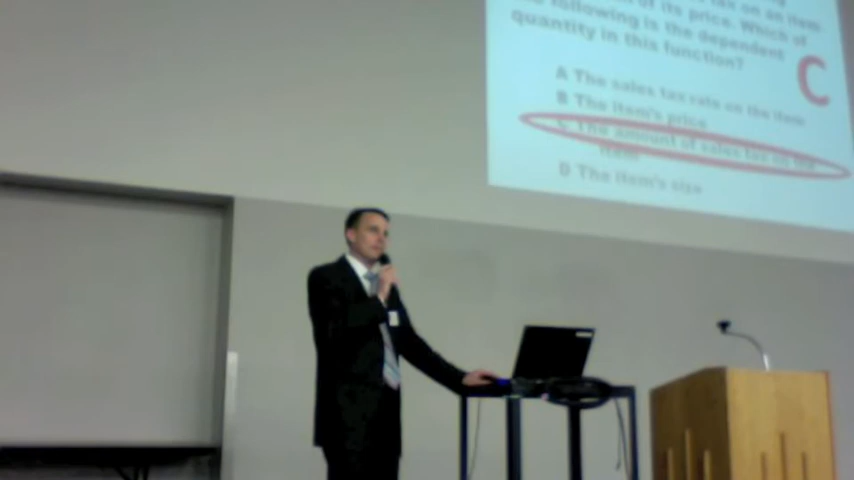 tax on an item
of its price. Which of
following is the dependent
quantity in this function?
C
A The sales tax rate on the item
B The item's price
C The amount of sales tax on the
item
D The item's size